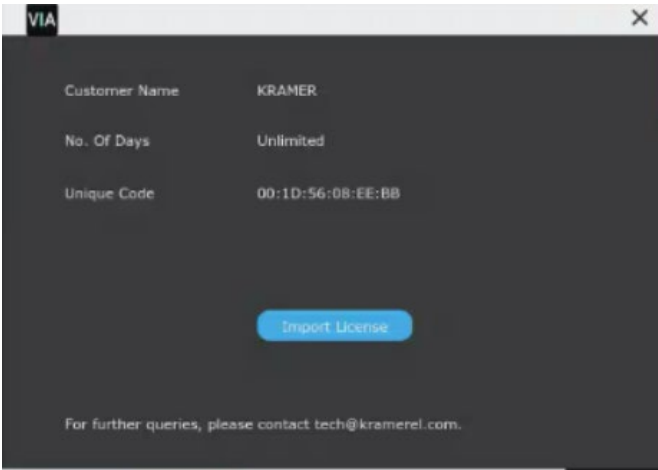 VIA
Customer Name KRAMER
No. Of Days Unlimited
Unique Code 00:1D:56:08:EE:BB
Import License
For further queries, please contact tech@kramerel.com.